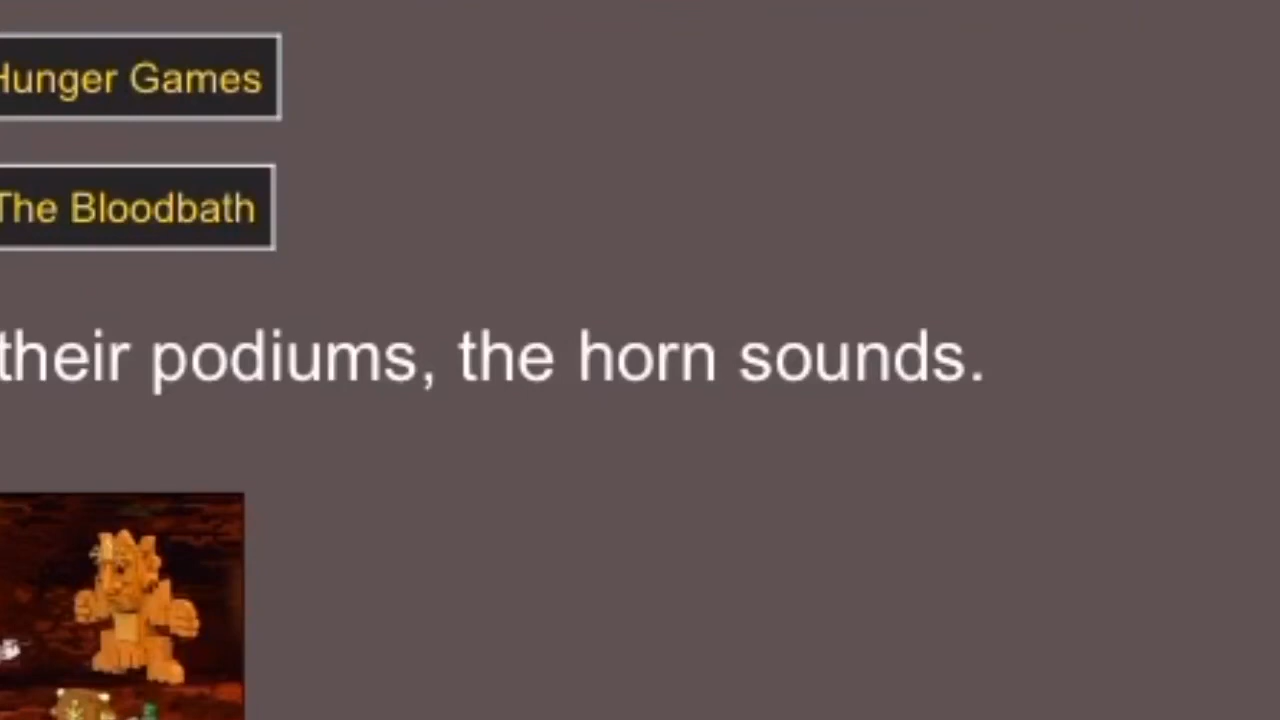 Hunger Games
The Bloodbath
their podiums, the horn sounds.